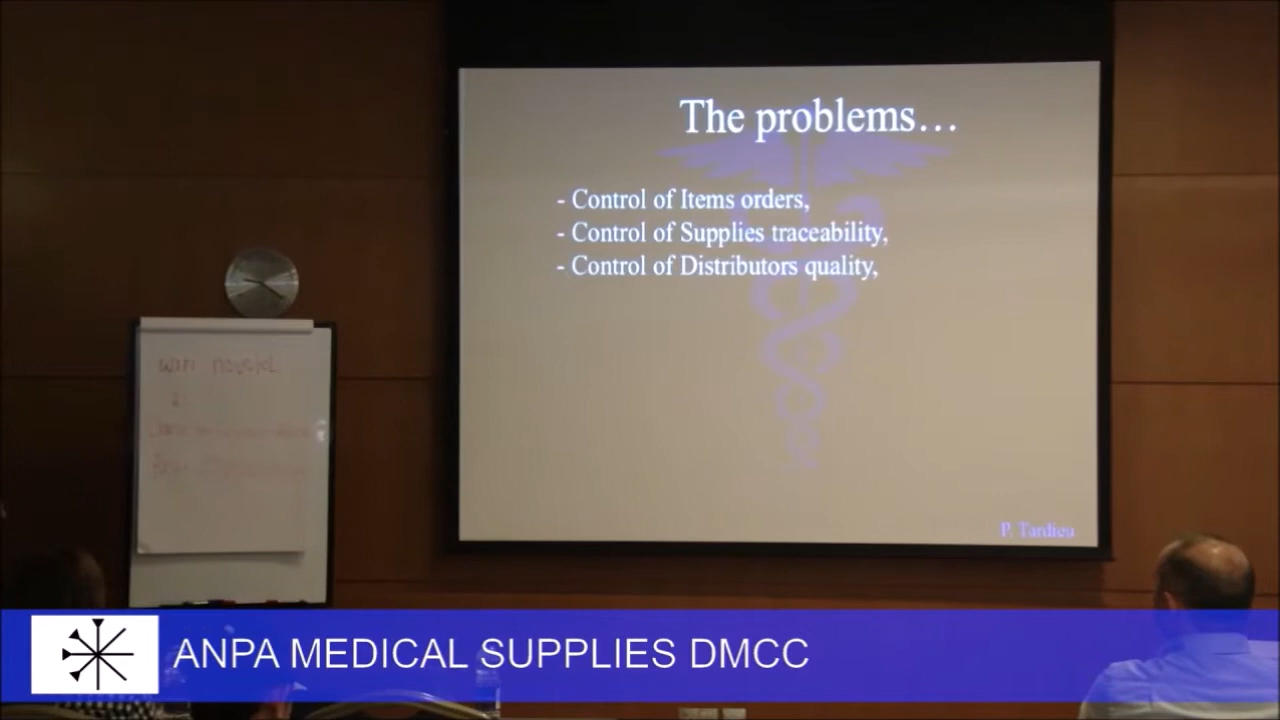 The problems…
- Control of Items orders,
- Control of Supplies traceability,
- Control of Distributors quality,
P. Tardieu
ANPA MEDICAL SUPPLIES DMCC